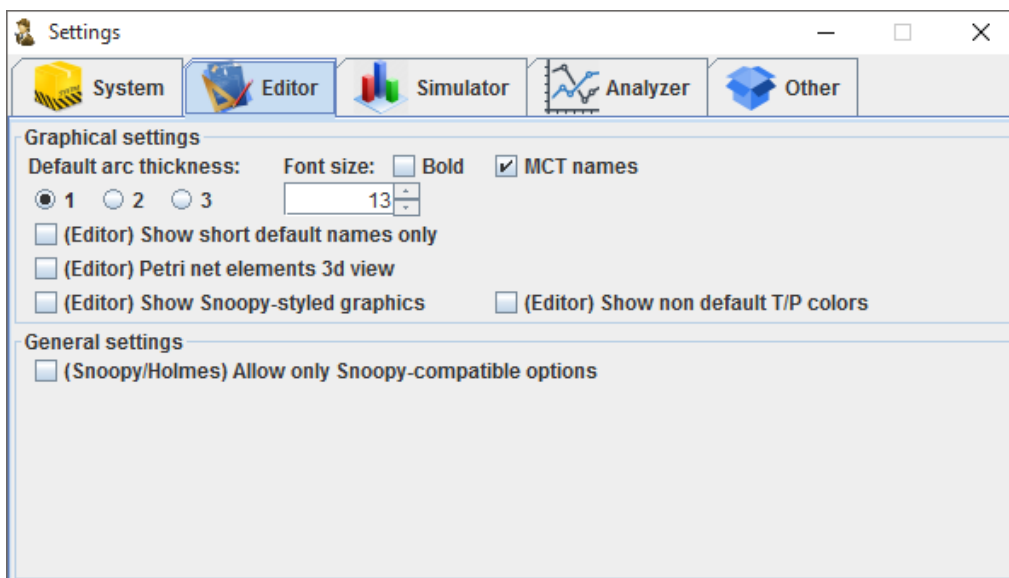 Settings
System Editor Simulator Analyzer Other
Graphical settings
Default arc thickness: Font size: Bold MCT names
1 2 3 13
(Editor) Show short default names only
(Editor) Petri net elements 3d view
(Editor) Show Snoopy-styled graphics (Editor) Show non default T/P colors
General settings
(Snoopy/Holmes) Allow only Snoopy-compatible options